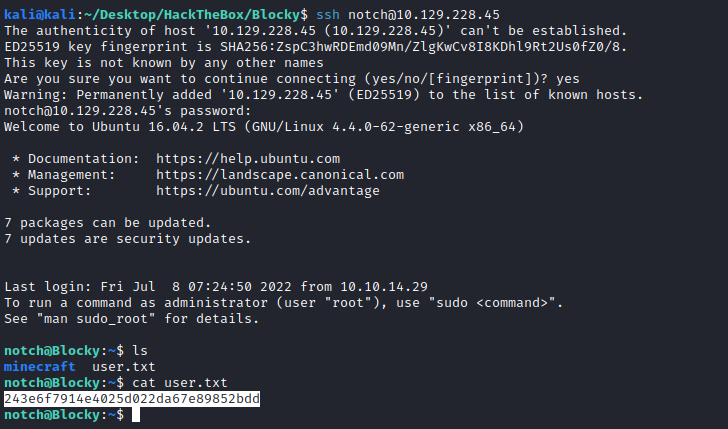 kali@kali:~/Desktop/HackTheBox/Blocky$ ssh notch@10.129.228.45
The authenticity of host '10.129.228.45 (10.129.228.45)' can't be established.
ED25519 key fingerprint is SHA256:ZspC3hwRDEmd09Mn/ZlgKwCv8I8KDhl9Rt2Us0fZ0/8.
This key is not known by any other names
Are you sure you want to continue connecting (yes/no/[fingerprint])? yes
Warning: Permanently added '10.129.228.45' (ED25519) to the list of known hosts.
notch@10.129.228.45's password:
Welcome to Ubuntu 16.04.2 LTS (GNU/Linux 4.4.0-62-generic x86_64)
* Documentation:  https://help.ubuntu.com
* Management:     https://landscape.canonical.com
* Support:        https://ubuntu.com/advantage
7 packages can be updated.
7 updates are security updates.
Last login: Fri Jul  8 07:24:50 2022 from 10.10.14.29
To run a command as administrator (user "root"), use "sudo <command>".
See "man sudo_root" for details.
notch@Blocky:~$ ls
minecraft  user.txt
notch@Blocky:~$ cat user.txt
243e6f7914e4025d022da67e89852bdd
notch@Blocky:~$